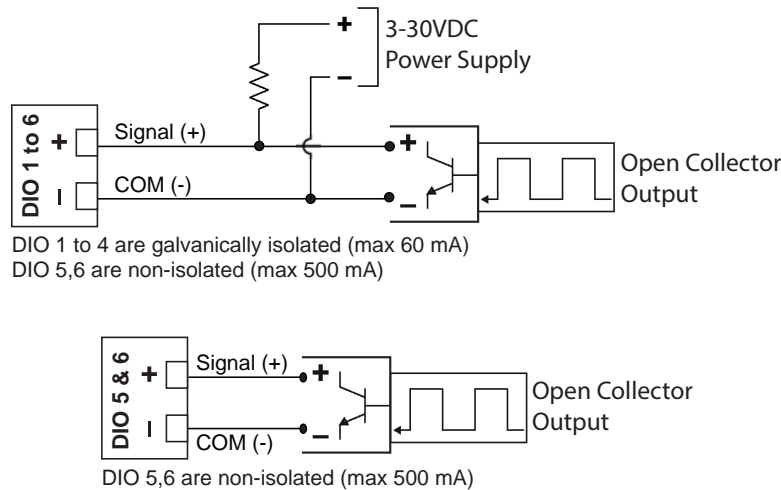 + 3-30VDC
– Power Supply
DIO 1 to 6
+ Signal (+) +
– COM (-) –
Open Collector
Output
DIO 1 to 4 are galvanically isolated (max 60 mA)
DIO 5,6 are non-isolated (max 500 mA)
DIO 5 & 6
+ Signal (+) +
– COM (-) –
Open Collector
Output
DIO 5,6 are non-isolated (max 500 mA)